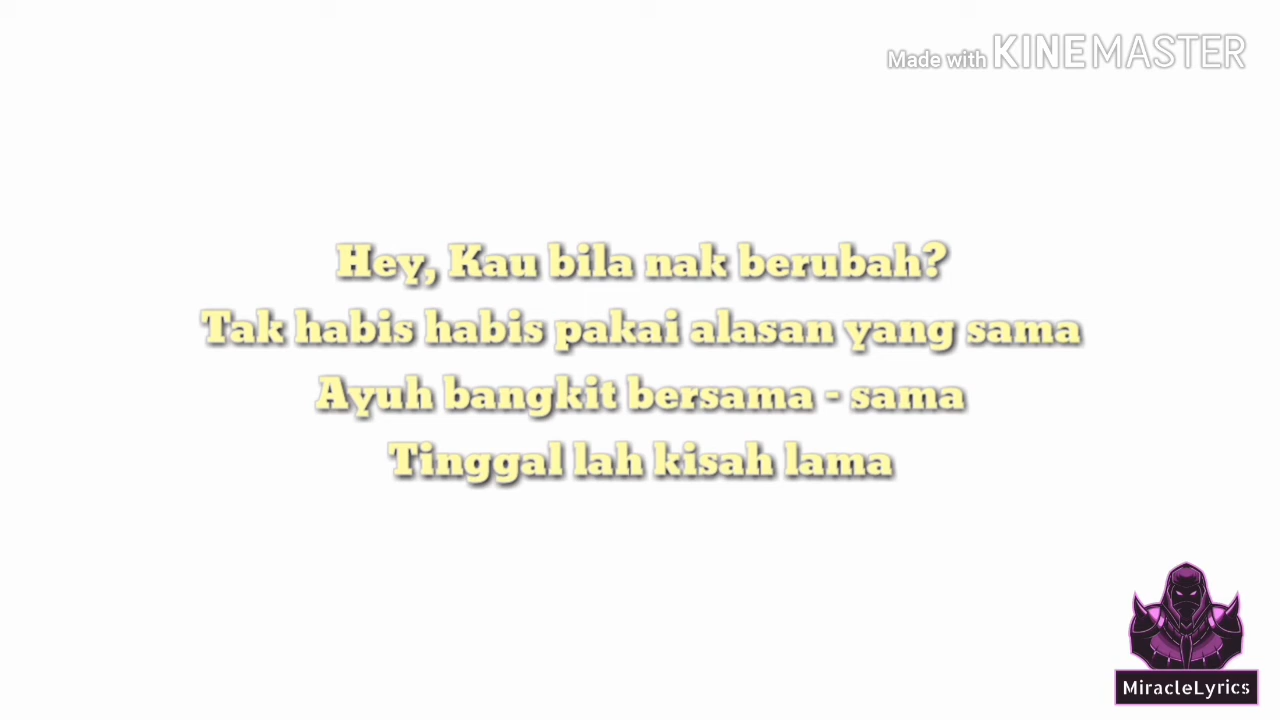 Made with KINEMASTER
Hey, Kau bila nak berubah?
Tak habis habis pakai alasan yang sama
Ayuh bangkit bersama - sama
Tinggal lah kisah lama
MiracleLyrics